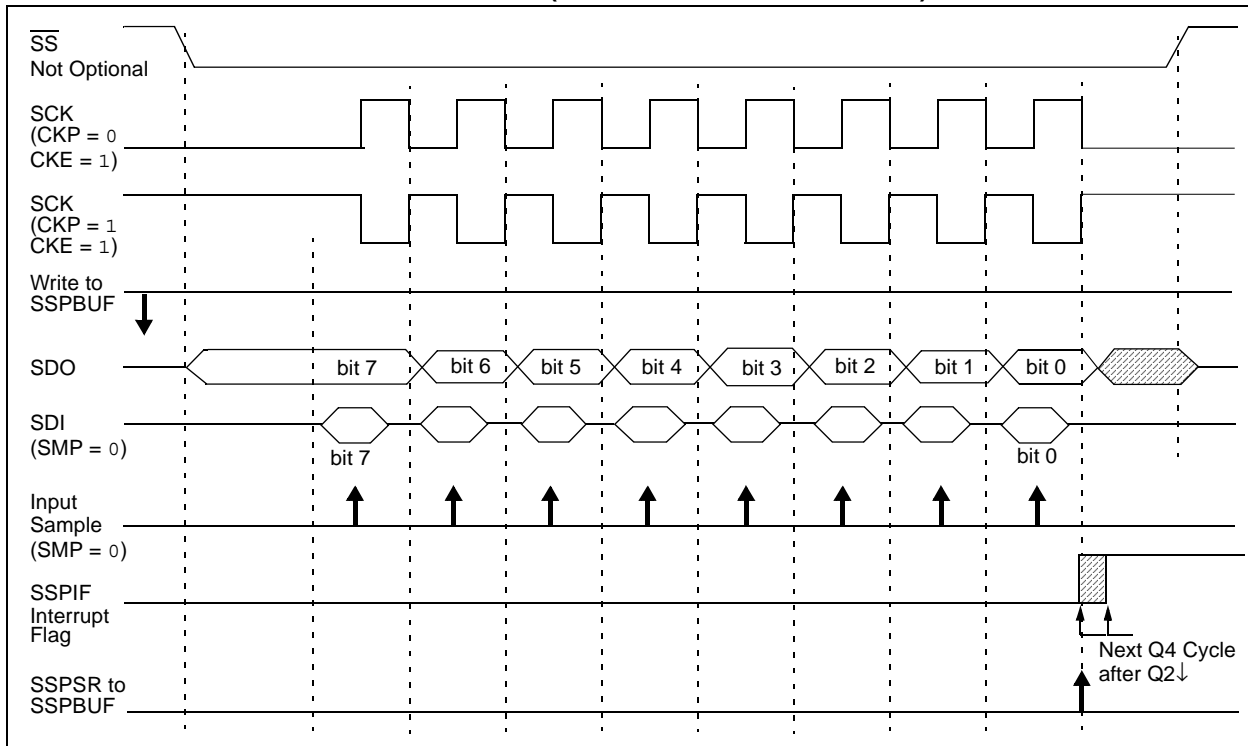 SS
Not Optional
SCK
(CKP = 0
CKE = 1)
SCK
(CKP = 1
CKE = 1)
Write to
SSPBUF
SDO
bit 7 bit 6 bit 5 bit 4 bit 3 bit 2 bit 1 bit 0
SDI
(SMP = 0)
bit 7 bit 0
Input
Sample
(SMP = 0)
SSPIF
Interrupt
Flag
Next Q4 Cycle
after Q2↓
SSPSR to
SSPBUF